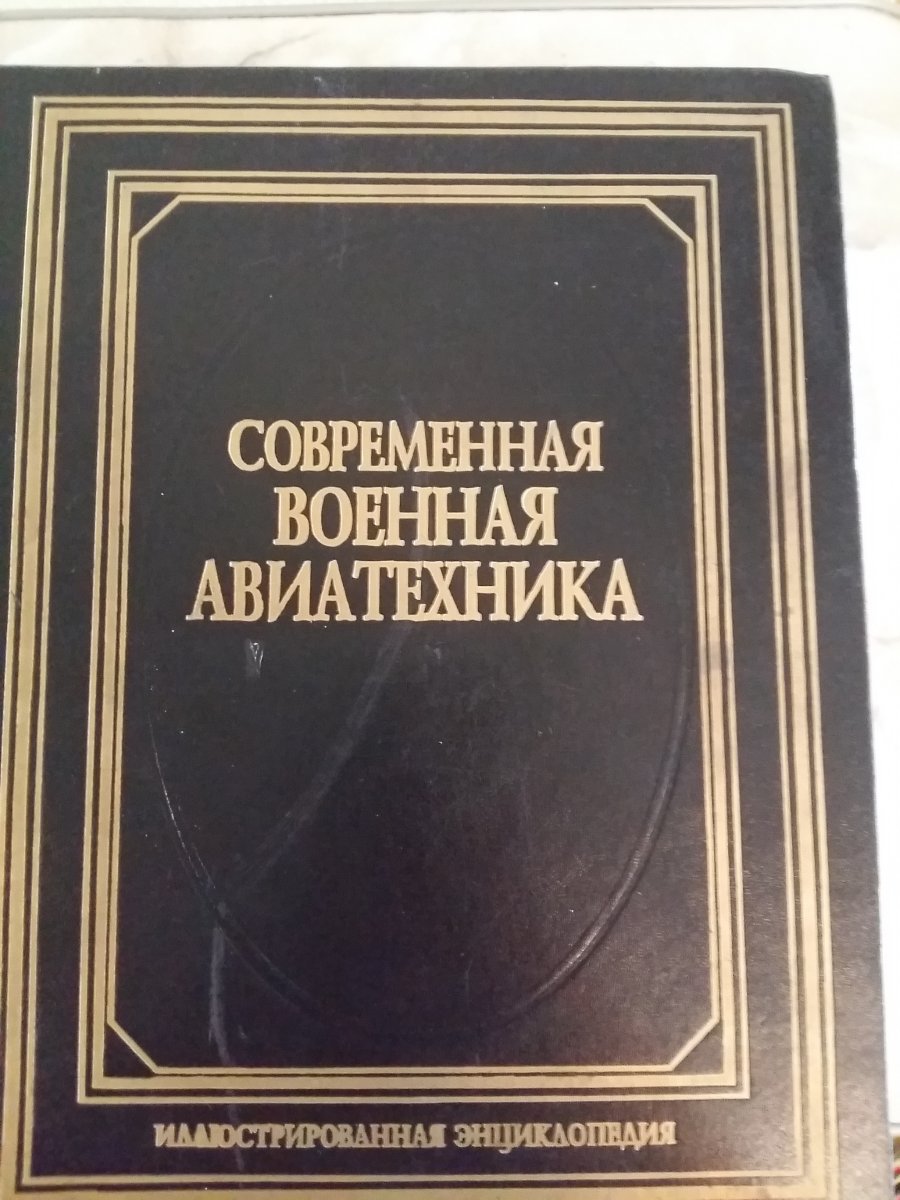 СОВРЕМЕННАЯ
ВОЕННАЯ
АВИАТЕХНИКА
ИЛЛЮСТРИРОВАННАЯ ЭНЦИКЛОПЕДИЯ